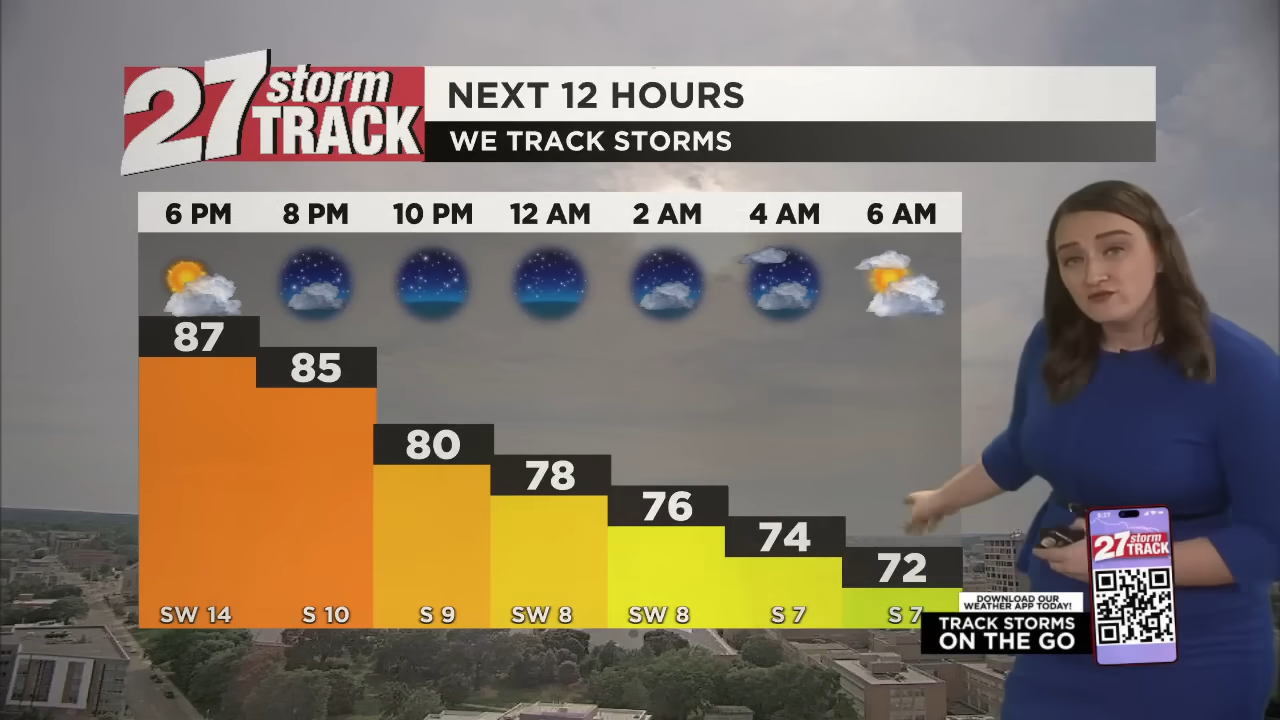 27 storm
TRACK
NEXT 12 HOURS
WE TRACK STORMS
6 PM 8 PM 10 PM 12 AM 2 AM 4 AM 6 AM
87
85
80
78
76
74
72
SW 14 S 10 S 9 SW 8 SW 8 S 7 S 7
27 storm
TRACK
DOWNLOAD OUR
WEATHER APP TODAY!
TRACK STORMS
ON THE GO